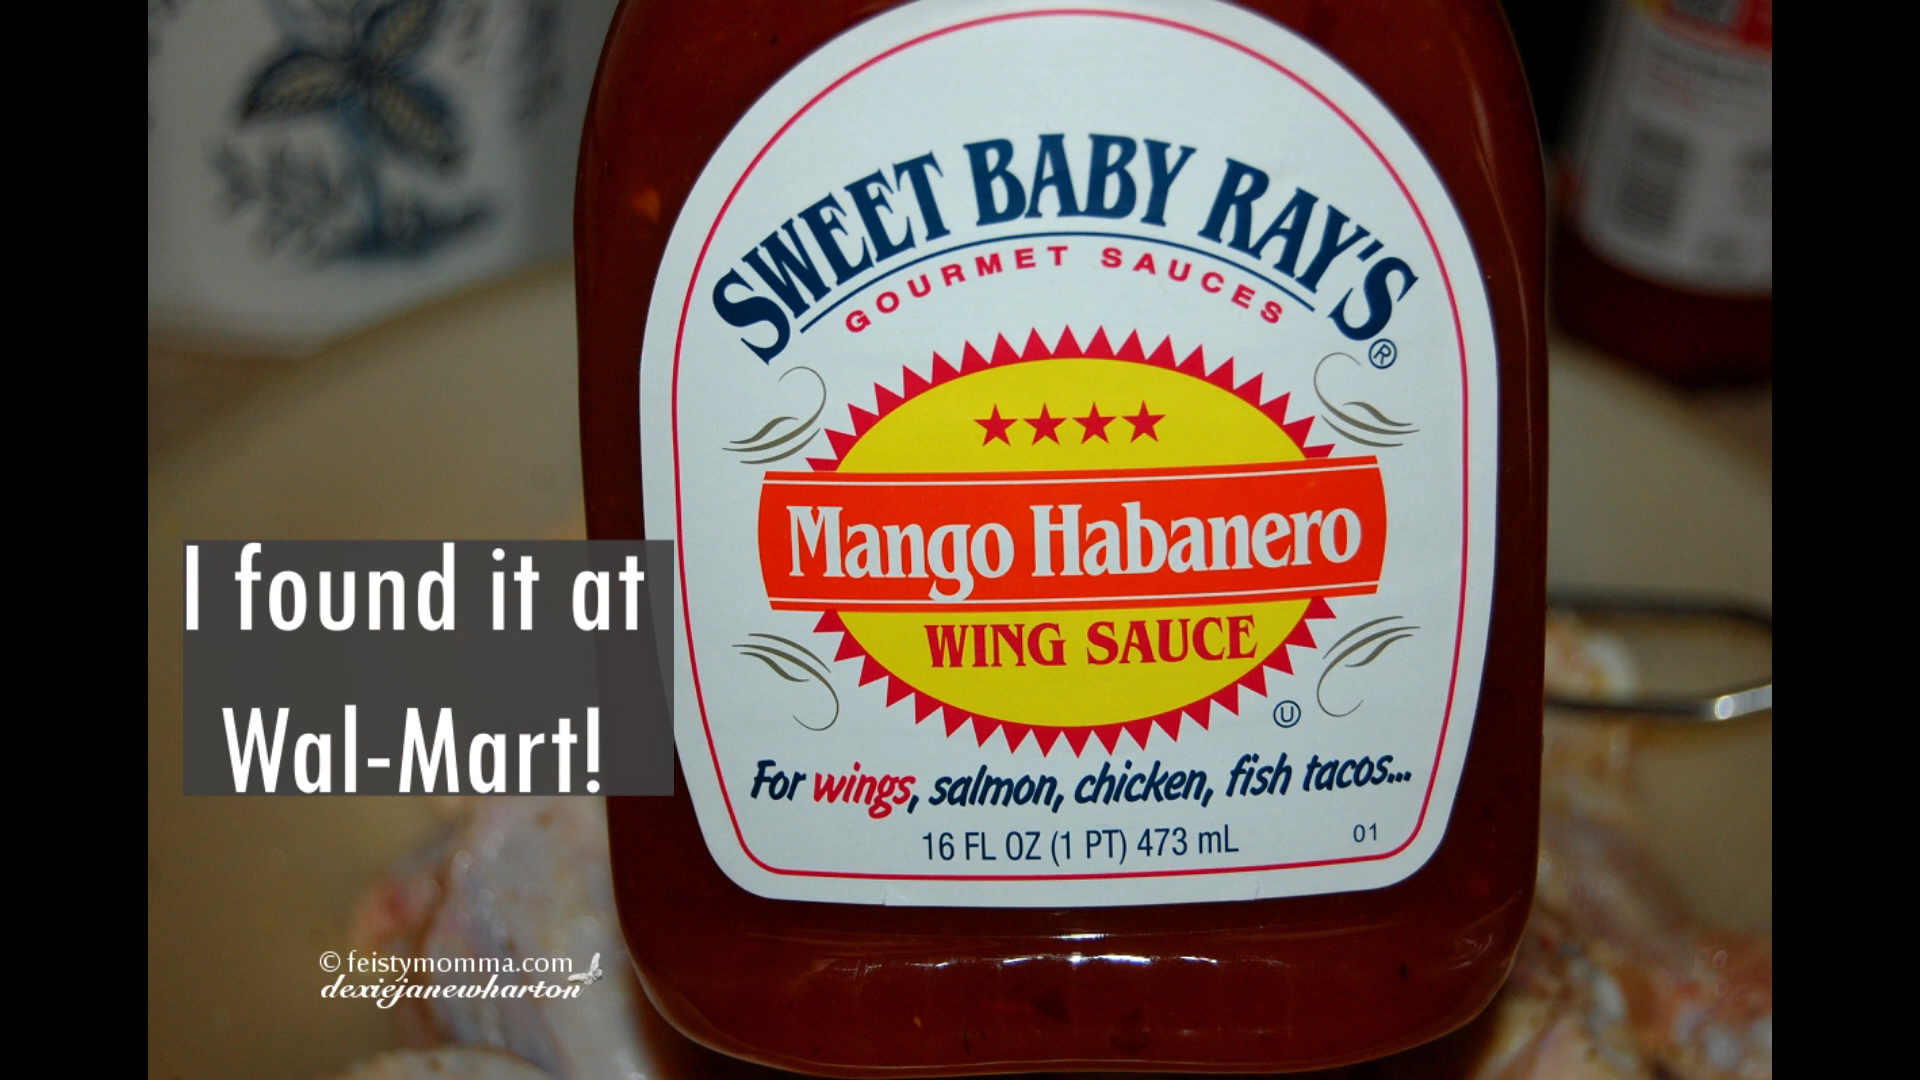 SWEET BABY RAY'S®
GOURMET SAUCES
Mango Habanero
WING SAUCE
U
For wings, salmon, chicken, fish tacos...
16 FL OZ (1 PT) 473 mL
01
I found it at
Wal-Mart!
© feistymomma.com
dexiejanewharton